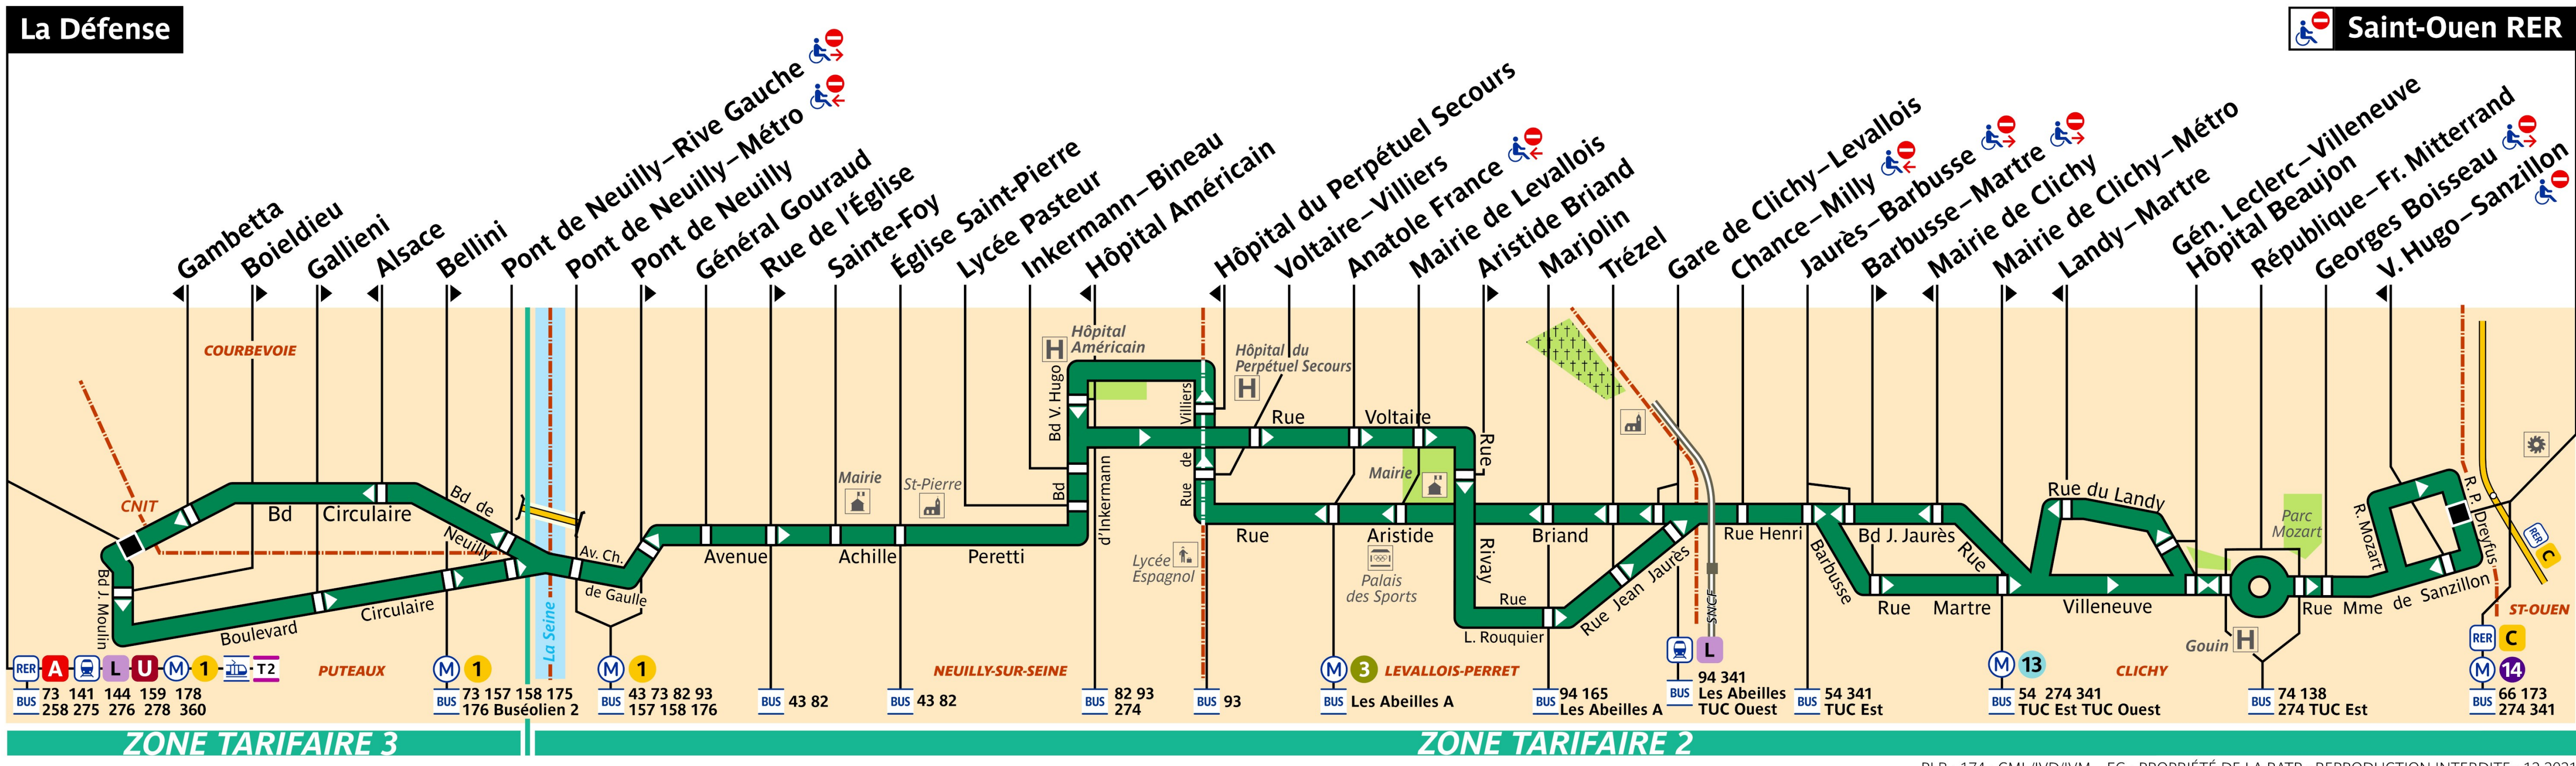 La Défense
Saint-Ouen RER
Gambetta
Boieldieu
Gallieni
Alsace
Bellini
Pont de Neuilly–Rive Gauche
Pont de Neuilly–Métro
Pont de Neuilly
Général Gouraud
Rue de l'Église
Sainte-Foy
Église Saint-Pierre
Lycée Pasteur
Inkermann–Bineau
Hôpital Américain
Hôpital du Perpétuel Secours
Voltaire–Villiers
Anatole France
Mairie de Levallois
Aristide Briand
Marjolin
Trézel
Gare de Clichy–Levallois
Chance–Milly
Jaurès–Barbusse
Barbusse–Martre
Mairie de Clichy
Mairie de Clichy–Métro
Landy–Martre
Gén. Leclerc–Villeneuve
Hôpital Beaujon
République–Fr. Mitterrand
Georges Boisseau
V. Hugo–Sanzillon
COURBEVOIE
CNIT
Bd Circulaire
Bd de
Neuilly
Bd J. Moulin
Boulevard Circulaire
La Seine
Av. Ch.
de Gaulle
Mairie
St-Pierre
Avenue Achille Peretti
Bd d'Inkermann
Bd V. Hugo
H Hôpital
Américain
Rue de Villiers
Hôpital du
Perpétuel Secours
H
Rue Voltaire
Mairie
Rue Rivay
Rue Aristide Briand
Lycée
Espagnol
Palais
des Sports
Rue
L. Rouquier
Rue Jean Jaurès
SNCF
Rue Henri
Barbusse
Bd J. Jaurès
Rue
Rue Martre
Rue du Landy
Villeneuve
Parc
Mozart
Gouin H
Rue Mme de Sanzillon
R. Mozart
R. P. Dreyfus
RER C
ST-OUEN
PUTEAUX
NEUILLY-SUR-SEINE
LEVALLOIS-PERRET
CLICHY
RER A L U M 1 T2
BUS 73 141 144 159 178
258 275 276 278 360
M 1
BUS 73 157 158 175
176 Buséolien 2
M 1
BUS 43 73 82 93
157 158 176
BUS 43 82
BUS 43 82
BUS 82 93
274
BUS 93
M 3
BUS Les Abeilles A
BUS 94 165
Les Abeilles A
L
BUS 94 341
Les Abeilles
TUC Ouest
BUS 54 341
TUC Est
M 13
BUS 54 274 341
TUC Est TUC Ouest
BUS 74 138
274 TUC Est
RER C
M 14
BUS 66 173
274 341
ZONE TARIFAIRE 3
ZONE TARIFAIRE 2